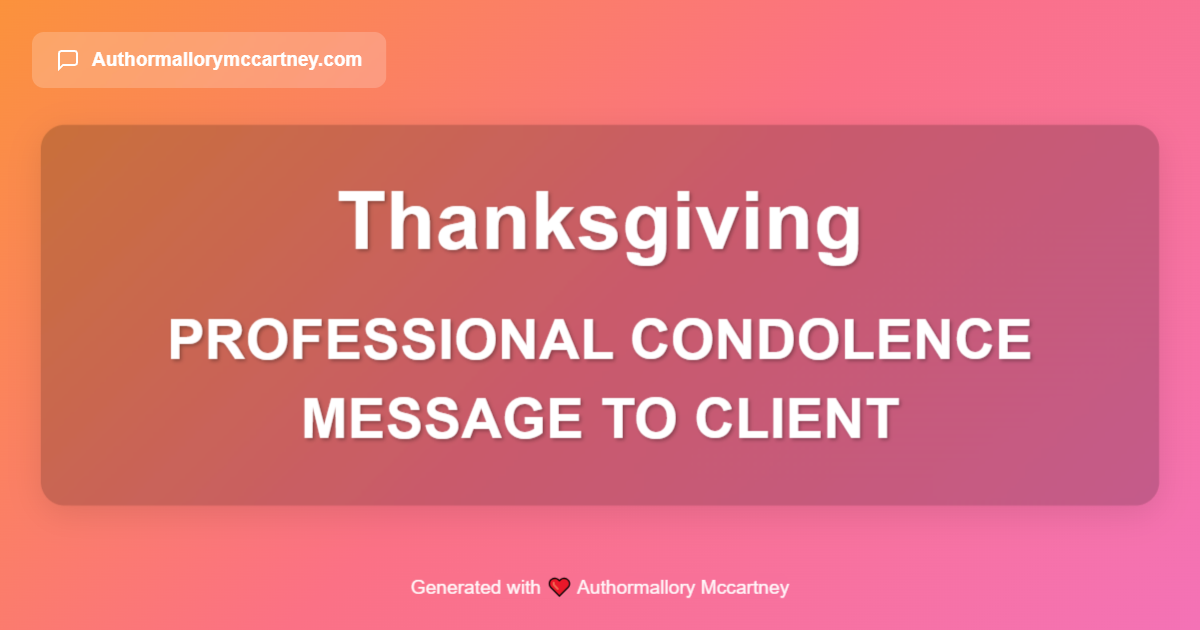 Authormallorymccartney.com
Thanksgiving
PROFESSIONAL CONDOLENCE
MESSAGE TO CLIENT
Generated with ❤️ Authormallory Mccartney